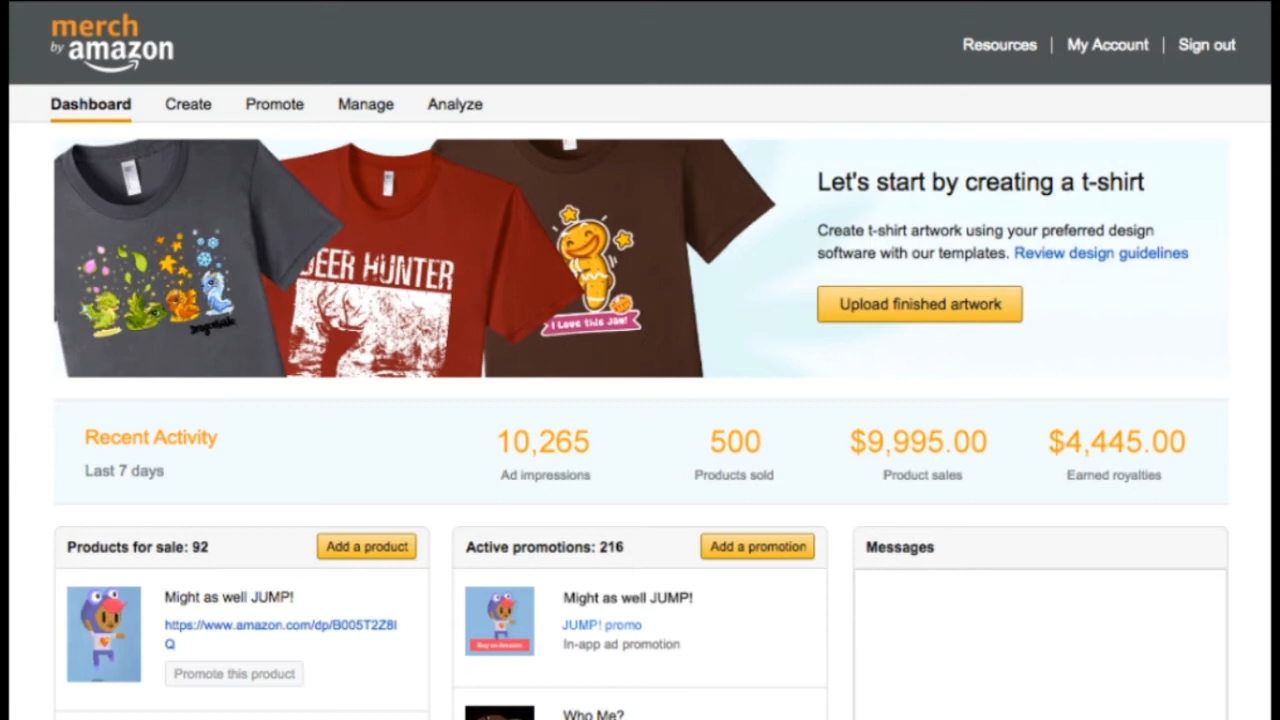 merch
by amazon
Resources | My Account | Sign out
Dashboard Create Promote Manage Analyze
DEER HUNTER
I Love this Jam!
Let's start by creating a t-shirt
Create t-shirt artwork using your preferred design
software with our templates. Review design guidelines
Upload finished artwork
Recent Activity
Last 7 days
10,265
Ad impressions
500
Products sold
$9,995.00
Product sales
$4,445.00
Earned royalties
Products for sale: 92
Add a product
Might as well JUMP!
https://www.amazon.com/dp/B005T2Z8I
Q
Promote this product
Active promotions: 216
Add a promotion
Buy on Amazon
Might as well JUMP!
JUMP! promo
In-app ad promotion
Who Me?
Messages